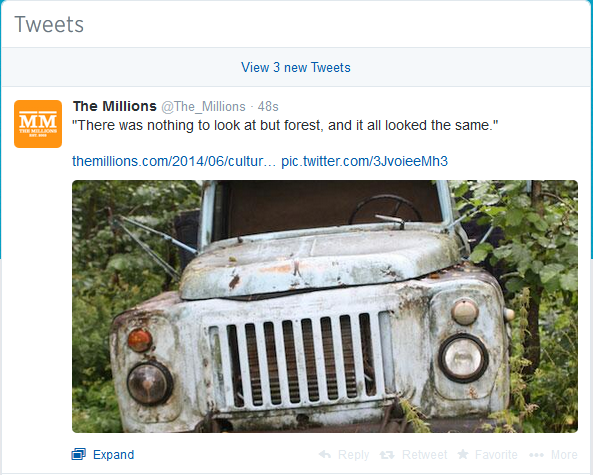 Tweets
View 3 new Tweets
The Millions @The_Millions · 48s
MM
THE MILLIONS
"There was nothing to look at but forest, and it all looked the same."
themillions.com/2014/06/cultur… pic.twitter.com/3JvoieeMh3
Expand Reply Retweet Favorite More